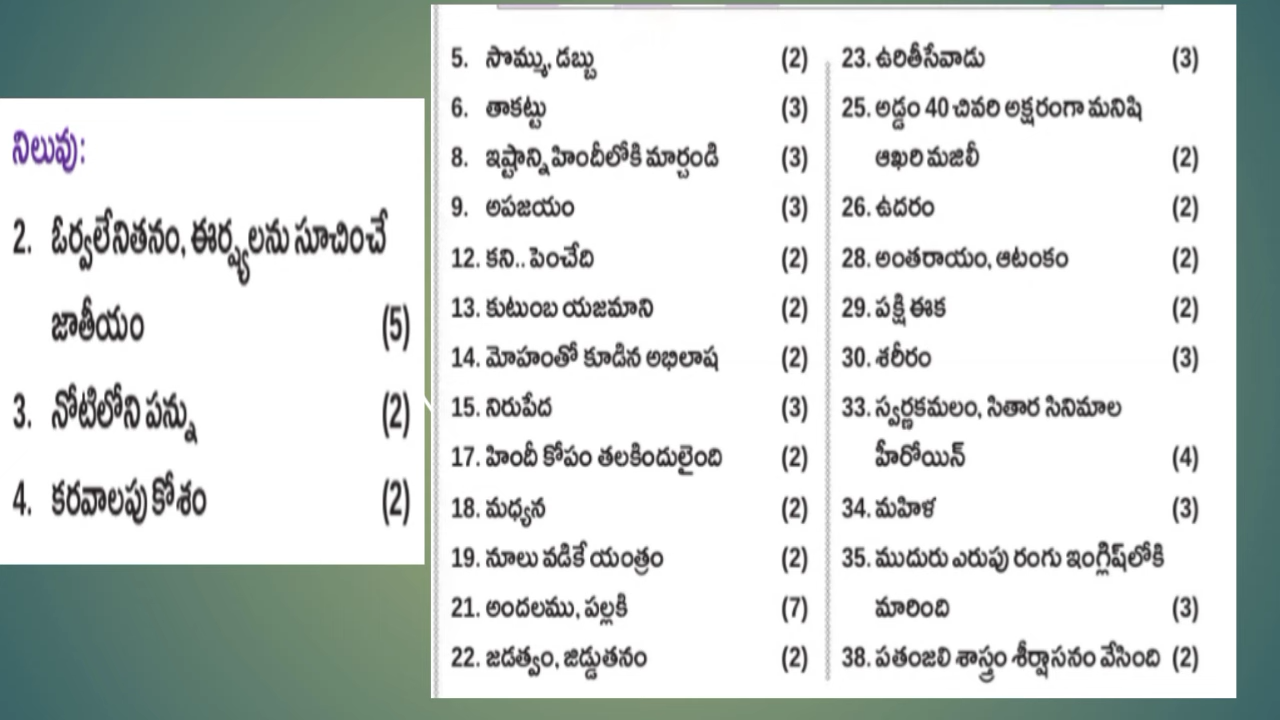 నిలువు:
2. ఓర్వలేనితనం, ఈర్ష్యలను సూచించే
జాతీయం (5)
3. నోటిలోని పన్ను (2)
4. కరవాలపు కోశం (2)
5. సొమ్ము, డబ్బు (2)
6. తాకట్టు (3)
8. ఇష్టాన్ని హిందీలోకి మార్చండి (3)
9. అపజయం (3)
12. కని.. పెంచేది (2)
13. కుటుంబ యజమాని (2)
14. మోహంతో కూడిన అభిలాష (2)
15. నిరుపేద (3)
17. హిందీ కోపం తలకిందులైంది (2)
18. మధ్యన (2)
19. నూలు వడికే యంత్రం (2)
21. అందలము, పల్లకి (7)
22. జడత్వం, జిడ్డుతనం (2)
23. ఉరితీసేవాడు (3)
25. అడ్డం 40 చివరి అక్షరంగా మనిషి
ఆఖరి మజిలీ (2)
26. ఉదరం (2)
28. అంతరాయం, ఆటంకం (2)
29. పక్షి ఈక (2)
30. శరీరం (3)
33. స్వర్ణకమలం, సితార సినిమాల
హీరోయిన్ (4)
34. మహిళ (3)
35. ముదురు ఎరుపు రంగు ఇంగ్లిష్‌లోకి
మారింది (3)
38. పతంజలి శాస్త్రం శీర్షాసనం వేసింది (2)